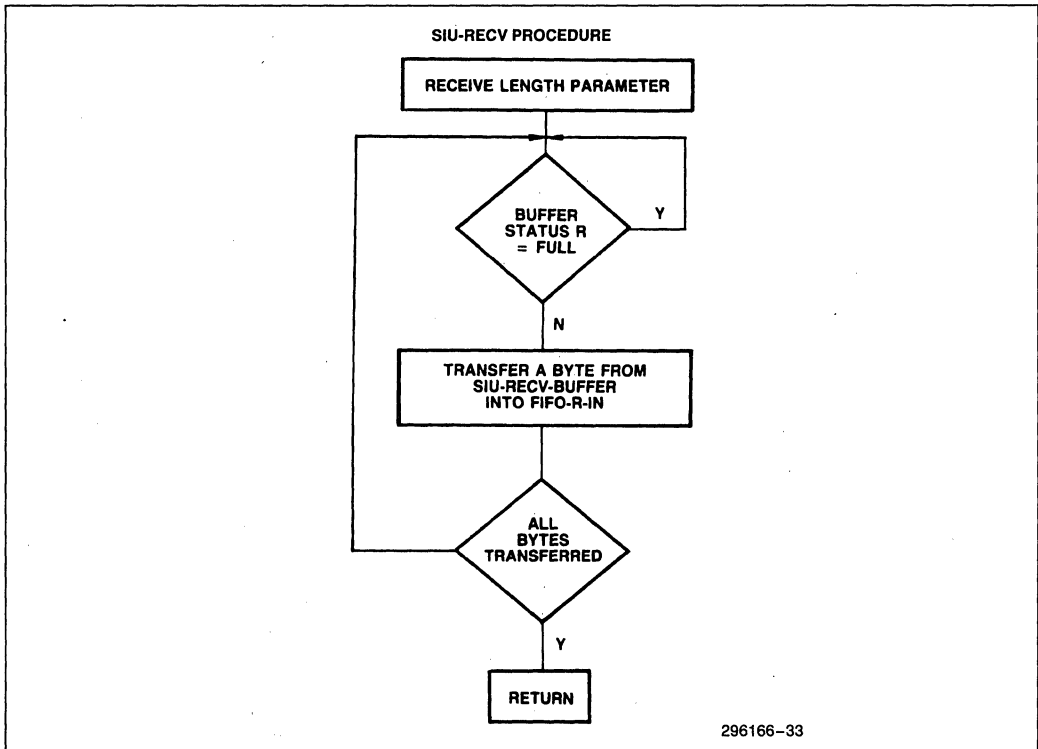 SIU-RECV PROCEDURE
RECEIVE LENGTH PARAMETER
BUFFER
STATUS R
= FULL
Y
N
TRANSFER A BYTE FROM
SIU-RECV-BUFFER
INTO FIFO-R-IN
ALL
BYTES
TRANSFERRED
Y
RETURN
296166–33